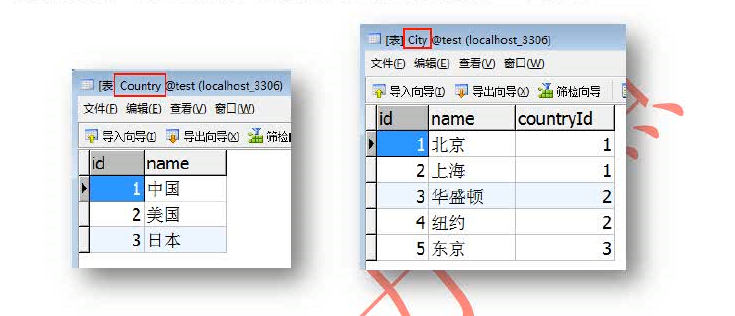 [表] Country @test (localhost_3306)
文件(F) 编辑(E) 查看(V) 窗口(W)
导入向导(I) 导出向导(X) 筛检
id name
1 中国
2 美国
3 日本
[表] City @test (localhost_3306)
文件(F) 编辑(E) 查看(V) 窗口(W)
导入向导(I) 导出向导(X) 筛检向导
id name countryId
1 北京 1
2 上海 1
3 华盛顿 2
4 纽约 2
5 东京 3